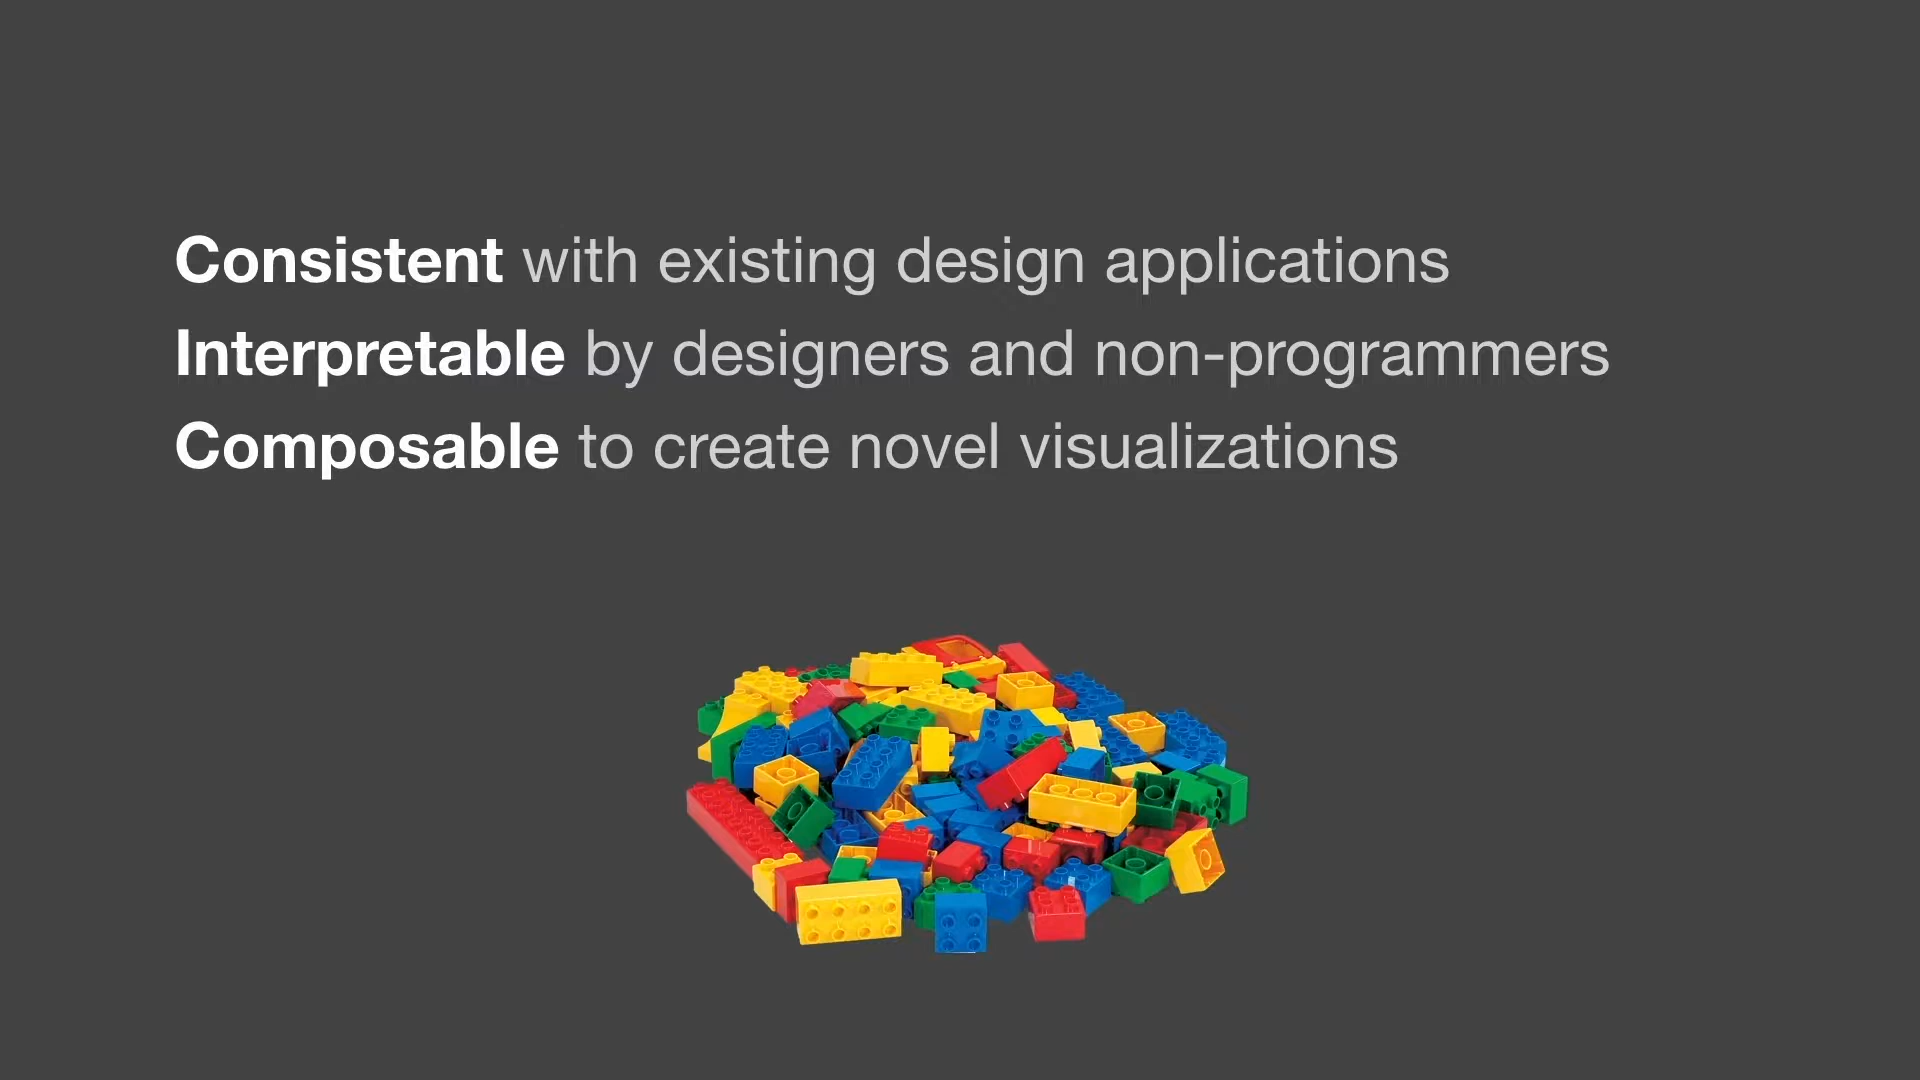 Consistent with existing design applications
Interpretable by designers and non-programmers
Composable to create novel visualizations